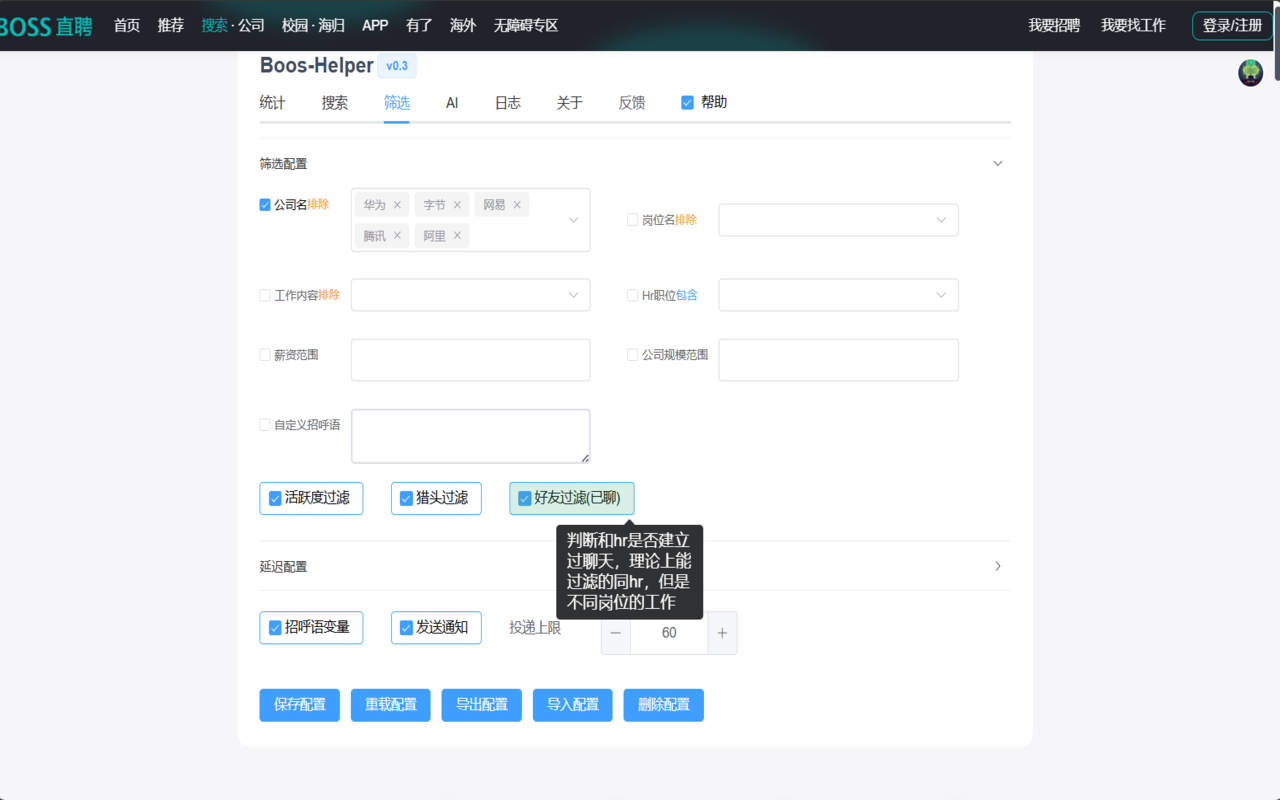 BOSS 直聘 首页 推荐 搜索 · 公司 校园 · 海归 APP 有了 海外 无障碍专区 我要招聘 我要找工作 登录/注册
Boos-Helper v0.3
统计 搜索 筛选 AI 日志 关于 反馈 帮助
筛选配置
公司名排除 华为 字节 网易
腾讯 阿里
岗位名排除
工作内容排除 Hr职位包含
薪资范围 公司规模范围
自定义招呼语
活跃度过滤 猎头过滤 好友过滤(已聊)
判断和hr是否建立
过聊天，理论上能
过滤的同hr，但是
不同岗位的工作
延迟配置
招呼语变量 发送通知 投递上限 60
保存配置 重载配置 导出配置 导入配置 删除配置